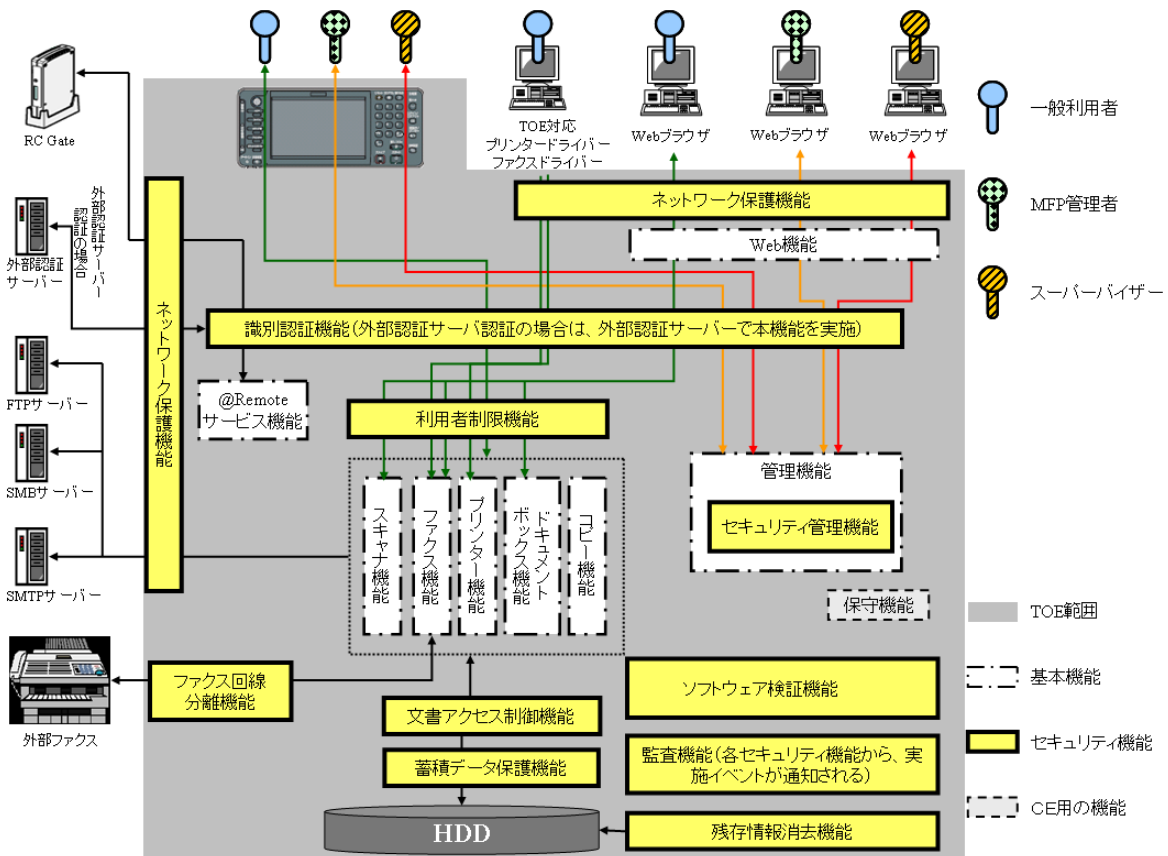 RC Gate
外部認証サーバー
認証の場合
外部認証
サーバー
FTPサーバー
SMBサーバー
SMTPサーバー
外部ファクス
TOE対応
プリンタードライバー
ファクスドライバー
Webブラウザ
Webブラウザ
Webブラウザ
ネットワーク保護機能
Web機能
ネットワーク保護機能
識別認証機能(外部認証サーバ認証の場合は、外部認証サーバーで本機能を実施)
@Remote
サービス機能
利用者制限機能
スキャナ機能
ファクス機能
プリンター機能
ドキュメント
ボックス機能
コピー機能
管理機能
セキュリティ管理機能
保守機能
ファクス回線
分離機能
文書アクセス制御機能
蓄積データ保護機能
HDD
ソフトウェア検証機能
監査機能(各セキュリティ機能から、実
施イベントが通知される)
残存情報消去機能
一般利用者
MFP管理者
スーパーバイザー
TOE範囲
基本機能
セキュリティ機能
CE用の機能